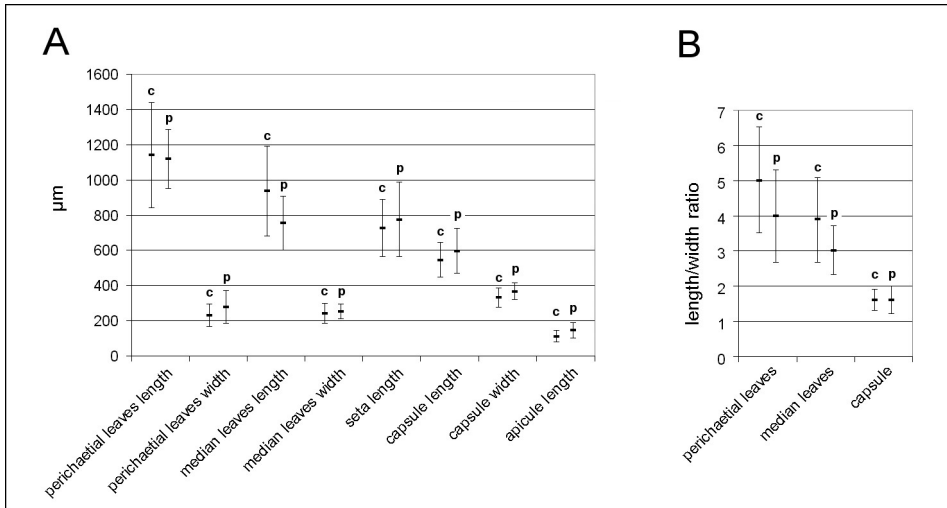 A
1600
1400
1200
1000
800
600
400
200
0
µm
c
p
c
p
c
p
c
p
c
p
c
p
c
p
c
p
perichaetial leaves length
perichaetial leaves width
median leaves length
median leaves width
seta length
capsule length
capsule width
apicule length
B
7
6
5
4
3
2
1
0
length/width ratio
c
p
c
p
c
p
perichaetial leaves
median leaves
capsule